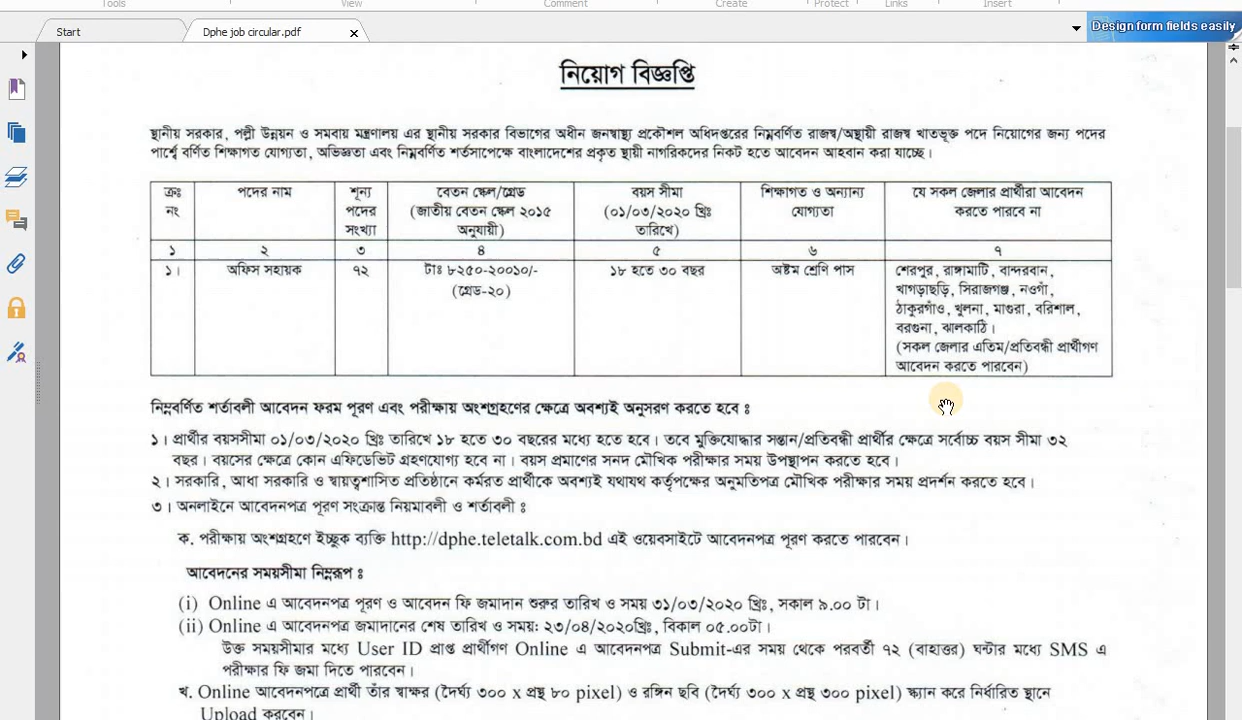 Tools View Comment Create Protect Links Insert
Start Dphe job circular.pdf Design form fields easily
নিয়োগ বিজ্ঞপ্তি
স্থানীয় সরকার, পল্লী উন্নয়ন ও সমবায় মন্ত্রণালয় এর স্থানীয় সরকার বিভাগের অধীন জনস্বাস্থ্য প্রকৌশল অধিদপ্তরের নিম্নবর্ণিত রাজস্ব/অস্থায়ী রাজস্ব খাতভূক্ত পদে নিয়োগের জন্য পদের
পার্শ্বে বর্ণিত শিক্ষাগত যোগ্যতা, অভিজ্ঞতা এবং নিম্নবর্ণিত শর্তসাপেক্ষে বাংলাদেশের প্রকৃত স্থায়ী নাগরিকদের নিকট হতে আবেদন আহবান করা যাচ্ছে।
ক্রঃ পদের নাম শূন্য বেতন স্কেল/গ্রেড বয়স সীমা শিক্ষাগত ও অন্যান্য যে সকল জেলার প্রার্থীরা আবেদন
নং পদের (জাতীয় বেতন স্কেল ২০১৫ (০১/০৩/২০২০ খ্রিঃ যোগ্যতা করতে পারবে না
সংখ্যা অনুযায়ী) তারিখে)
১ ২ ৩ ৪ ৫ ৬ ৭
১। অফিস সহায়ক ৭২ টাঃ ৮২৫০-২০০১০/- ১৮ হতে ৩০ বছর অষ্টম শ্রেণি পাস শেরপুর, রাঙ্গামাটি, বান্দরবান,
(গ্রেড-২০) খাগড়াছড়ি, সিরাজগঞ্জ, নওগাঁ,
ঠাকুরগাঁও, খুলনা, মাগুরা, বরিশাল,
বরগুনা, ঝালকাঠি।
(সকল জেলার এতিম/প্রতিবন্ধী প্রার্থীগণ
আবেদন করতে পারবেন)
নিম্নবর্ণিত শর্তাবলী আবেদন ফরম পূরণ এবং পরীক্ষায় অংশগ্রহণের ক্ষেত্রে অবশ্যই অনুসরণ করতে হবে ঃ
১। প্রার্থীর বয়সসীমা ০১/০৩/২০২০ খ্রিঃ তারিখে ১৮ হতে ৩০ বছরের মধ্যে হতে হবে। তবে মুক্তিযোদ্ধার সন্তান/প্রতিবন্ধী প্রার্থীর ক্ষেত্রে সর্বোচ্চ বয়স সীমা ৩২
বছর। বয়সের ক্ষেত্রে কোন এফিডেভিট গ্রহণযোগ্য হবে না। বয়স প্রমাণের সনদ মৌখিক পরীক্ষার সময় উপস্থাপন করতে হবে।
২। সরকারি, আধা সরকারি ও স্বায়ত্বশাসিত প্রতিষ্ঠানে কর্মরত প্রার্থীকে অবশ্যই যথাযথ কর্তৃপক্ষের অনুমতিপত্র মৌখিক পরীক্ষার সময় প্রদর্শন করতে হবে।
৩। অনলাইনে আবেদনপত্র পূরণ সংক্রান্ত নিয়মাবলী ও শর্তাবলী ঃ
ক. পরীক্ষায় অংশগ্রহণে ইচ্ছুক ব্যক্তি http://dphe.teletalk.com.bd এই ওয়েবসাইটে আবেদনপত্র পূরণ করতে পারবেন।
আবেদনের সময়সীমা নিম্নরূপ ঃ
(i) Online এ আবেদনপত্র পূরণ ও আবেদন ফি জমাদান শুরুর তারিখ ও সময় ৩১/০৩/২০২০ খ্রিঃ, সকাল ৯.০০ টা।
(ii) Online এ আবেদনপত্র জমাদানের শেষ তারিখ ও সময়: ২৩/০৪/২০২০খ্রিঃ, বিকাল ০৫.০০টা।
উক্ত সময়সীমার মধ্যে User ID প্রাপ্ত প্রার্থীগণ Online এ আবেদনপত্র Submit-এর সময় থেকে পরবর্তী ৭২ (বাহাত্তর) ঘন্টার মধ্যে SMS এ
পরীক্ষার ফি জমা দিতে পারবেন।
খ. Online আবেদনপত্রে প্রার্থী তাঁর স্বাক্ষর (দৈর্ঘ্য ৩০০ x প্রস্থ ৮০ pixel) ও রঙ্গিন ছবি (দৈর্ঘ্য ৩০০ x প্রস্থ ৩০০ pixel) স্ক্যান করে নির্ধারিত স্থানে
Upload করবেন।